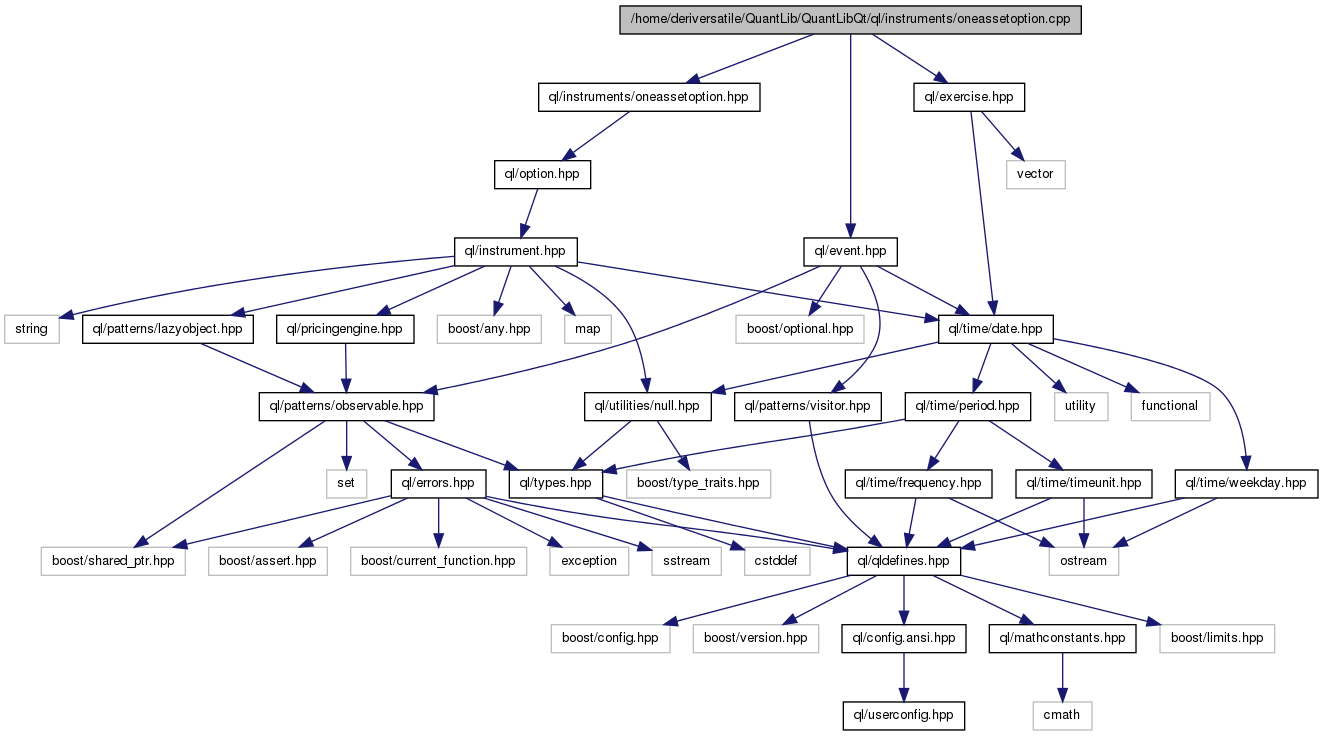 /home/deriversatile/QuantLib/QuantLibQt/ql/instruments/oneassetoption.cpp
ql/instruments/oneassetoption.hpp
ql/exercise.hpp
ql/option.hpp
vector
ql/instrument.hpp
ql/event.hpp
string
ql/patterns/lazyobject.hpp
ql/pricingengine.hpp
boost/any.hpp
map
boost/optional.hpp
ql/time/date.hpp
ql/patterns/observable.hpp
ql/utilities/null.hpp
ql/patterns/visitor.hpp
ql/time/period.hpp
utility
functional
set
ql/errors.hpp
ql/types.hpp
boost/type_traits.hpp
ql/time/frequency.hpp
ql/time/timeunit.hpp
ql/time/weekday.hpp
boost/shared_ptr.hpp
boost/assert.hpp
boost/current_function.hpp
exception
sstream
cstddef
ql/qldefines.hpp
ostream
boost/config.hpp
boost/version.hpp
ql/config.ansi.hpp
ql/mathconstants.hpp
boost/limits.hpp
ql/userconfig.hpp
cmath